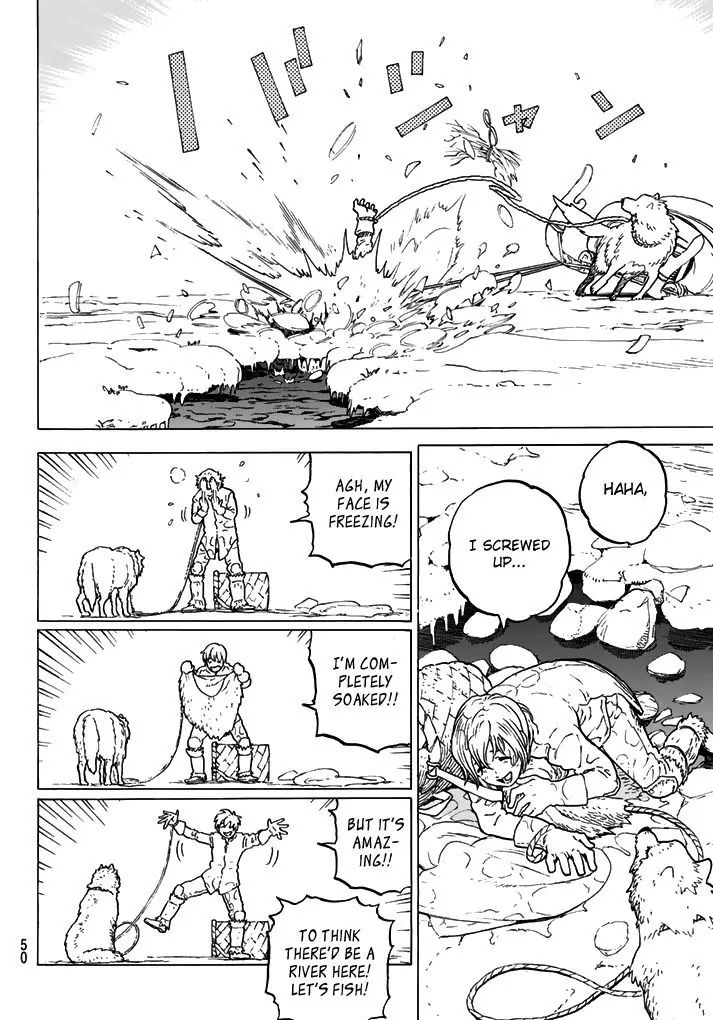 バシャン
HAHA,
I SCREWED
UP...
AGH, MY
FACE IS
FREEZING!
I'M COM-
PLETELY
SOAKED!!
BUT IT'S
AMAZ-
ING!!
TO THINK
THERE'D BE A
RIVER HERE!
LET'S FISH!
50